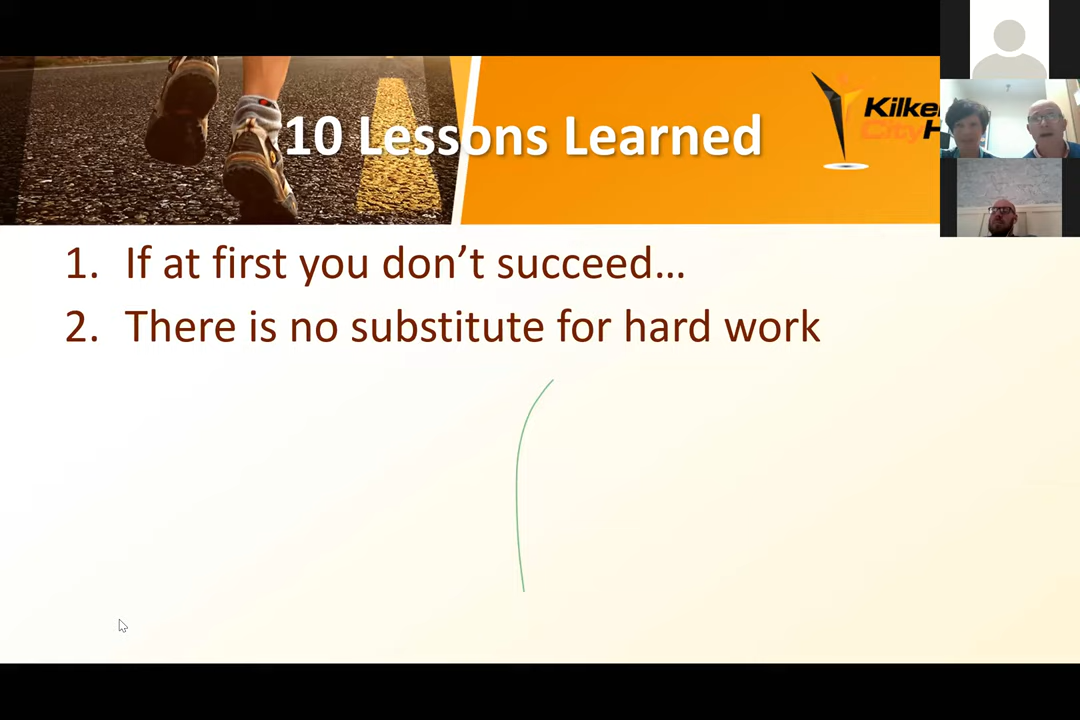 10 Lessons Learned
1. If at first you don’t succeed…
2. There is no substitute for hard work